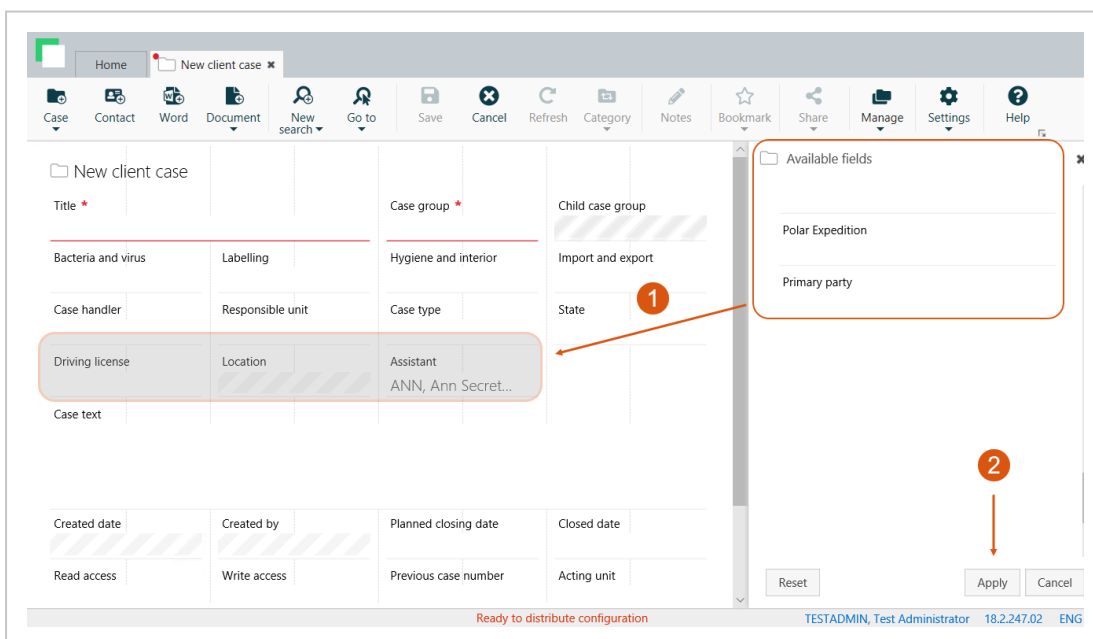 Home New client case
Case Contact Word Document New search Go to Save Cancel Refresh Category Notes Bookmark Share Manage Settings Help
New client case
Available fields
Title * Case group * Child case group
Polar Expedition
Bacteria and virus Labelling Hygiene and interior Import and export
Primary party
1
Case handler Responsible unit Case type State
Driving license Location Assistant
ANN, Ann Secret...
Case text
2
Created date Created by Planned closing date Closed date
Read access Write access Previous case number Acting unit
Reset Apply Cancel
Ready to distribute configuration TESTADMIN, Test Administrator 18.2.247.02 ENG